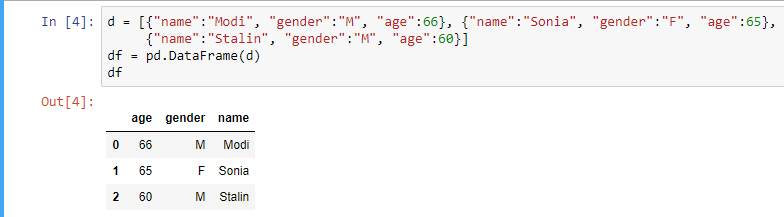 In [4]: d = [{"name":"Modi", "gender":"M", "age":66}, {"name":"Sonia", "gender":"F", "age":65},
{"name":"Stalin", "gender":"M", "age":60}]
df = pd.DataFrame(d)
df
Out[4]:
age gender name
0 66 M Modi
1 65 F Sonia
2 60 M Stalin